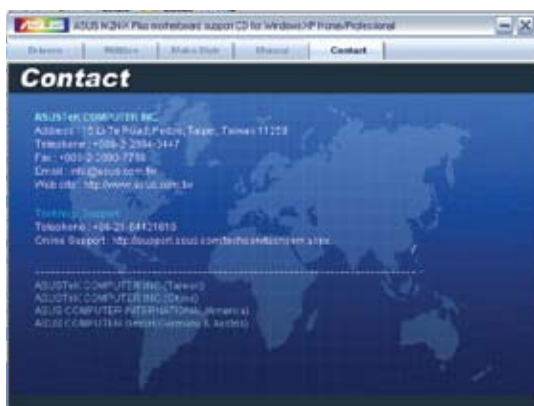 ASUS M2N-X Plus motherboard support CD for Windows XP Home/Professional
Drivers Utilities Make Disk Manual Contact
Contact
ASUSTeK COMPUTER INC.
Address : 15 Li-Te Road, Peitou, Taipei, Taiwan 11259
Telephone : +886-2-2894-3447
Fax : +886-2-2890-7798
Email : info@asus.com.tw
Web site : http://www.asus.com.tw
Technical Support
Telephone : +86-21-38429911
Online Support : http://support.asus.com/techserv/techserv.aspx
ASUSTeK COMPUTER INC.(Taiwan)
ASUSTeK COMPUTER INC.(China)
ASUS COMPUTER INTERNATIONAL (America)
ASUS COMPUTER GmbH(Germany & Austria)